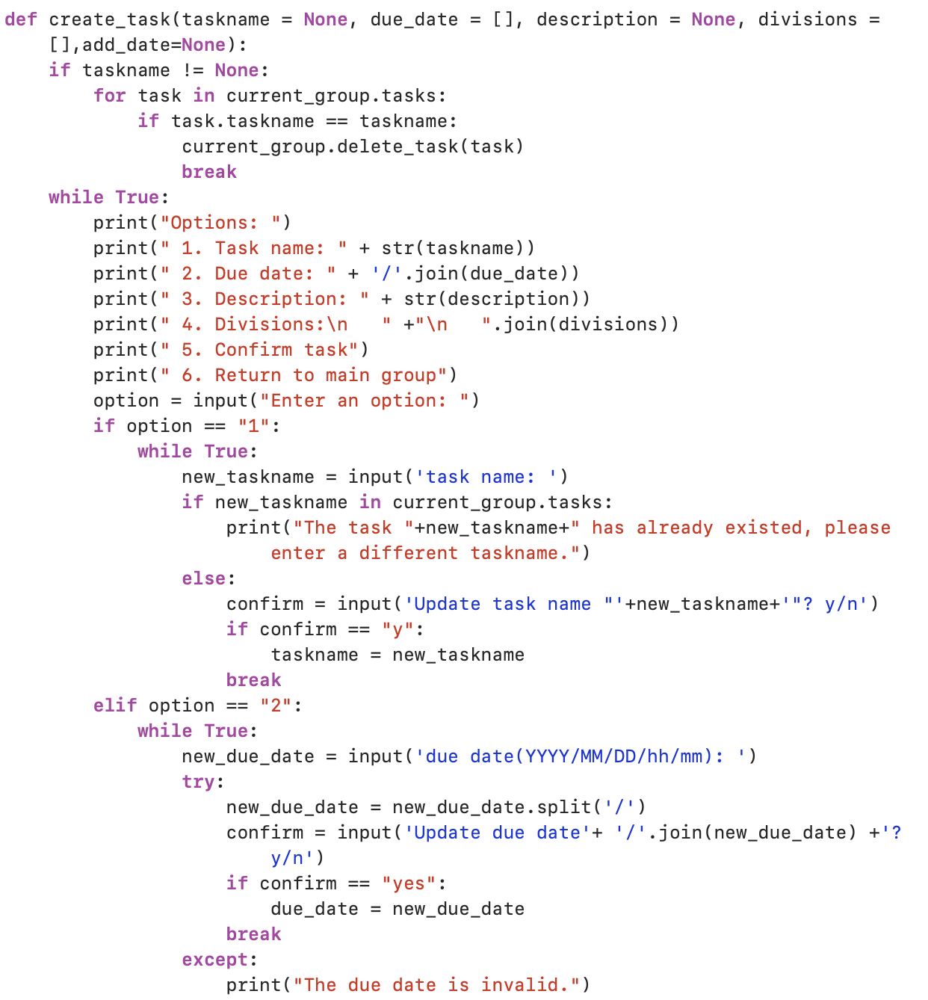 def create_task(taskname = None, due_date = [], description = None, divisions =
    [],add_date=None):
    if taskname != None:
        for task in current_group.tasks:
            if task.taskname == taskname:
                current_group.delete_task(task)
                break
    while True:
        print("Options: ")
        print(" 1. Task name: " + str(taskname))
        print(" 2. Due date: " + '/'.join(due_date))
        print(" 3. Description: " + str(description))
        print(" 4. Divisions:\n   " +"\n   ".join(divisions))
        print(" 5. Confirm task")
        print(" 6. Return to main group")
        option = input("Enter an option: ")
        if option == "1":
            while True:
                new_taskname = input('task name: ')
                if new_taskname in current_group.tasks:
                    print("The task "+new_taskname+" has already existed, please
                        enter a different taskname.")
                else:
                    confirm = input('Update task name "'+new_taskname+'"? y/n')
                    if confirm == "y":
                        taskname = new_taskname
                    break
        elif option == "2":
            while True:
                new_due_date = input('due date(YYYY/MM/DD/hh/mm): ')
                try:
                    new_due_date = new_due_date.split('/')
                    confirm = input('Update due date'+ '/'.join(new_due_date) +'?
                        y/n')
                    if confirm == "yes":
                        due_date = new_due_date
                    break
                except:
                    print("The due date is invalid.")